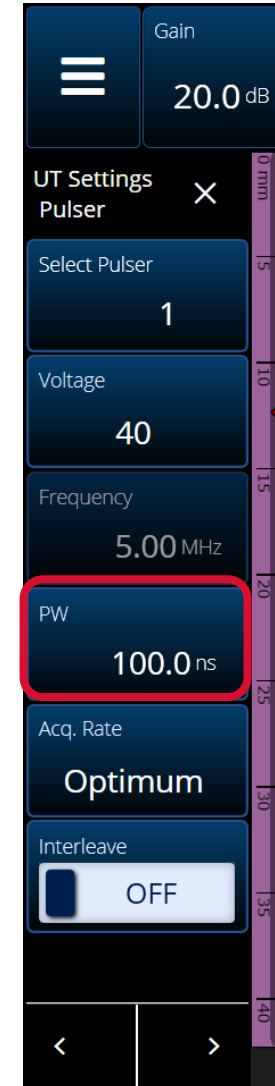 Gain
20.0 dB
UT Settings
Pulser
×
Select Pulser
1
Voltage
40
Frequency
5.00 MHz
PW
100.0 ns
Acq. Rate
Optimum
Interleave
OFF
<
>
0 mm
5
10
15
20
25
30
35
40